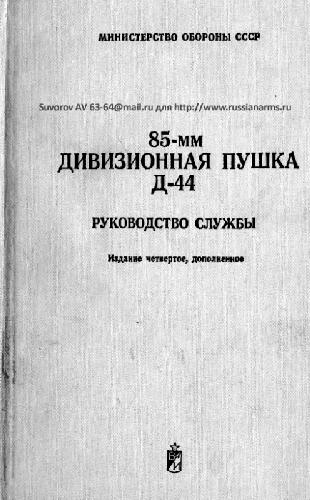 МИНИСТЕРСТВО ОБОРОНЫ СССР
Suvorov AV 63-64@mail.ru для http://www.russianarms.ru
85-мм
ДИВИЗИОННАЯ ПУШКА
Д-44
РУКОВОДСТВО СЛУЖБЫ
Издание четвертое, дополненное